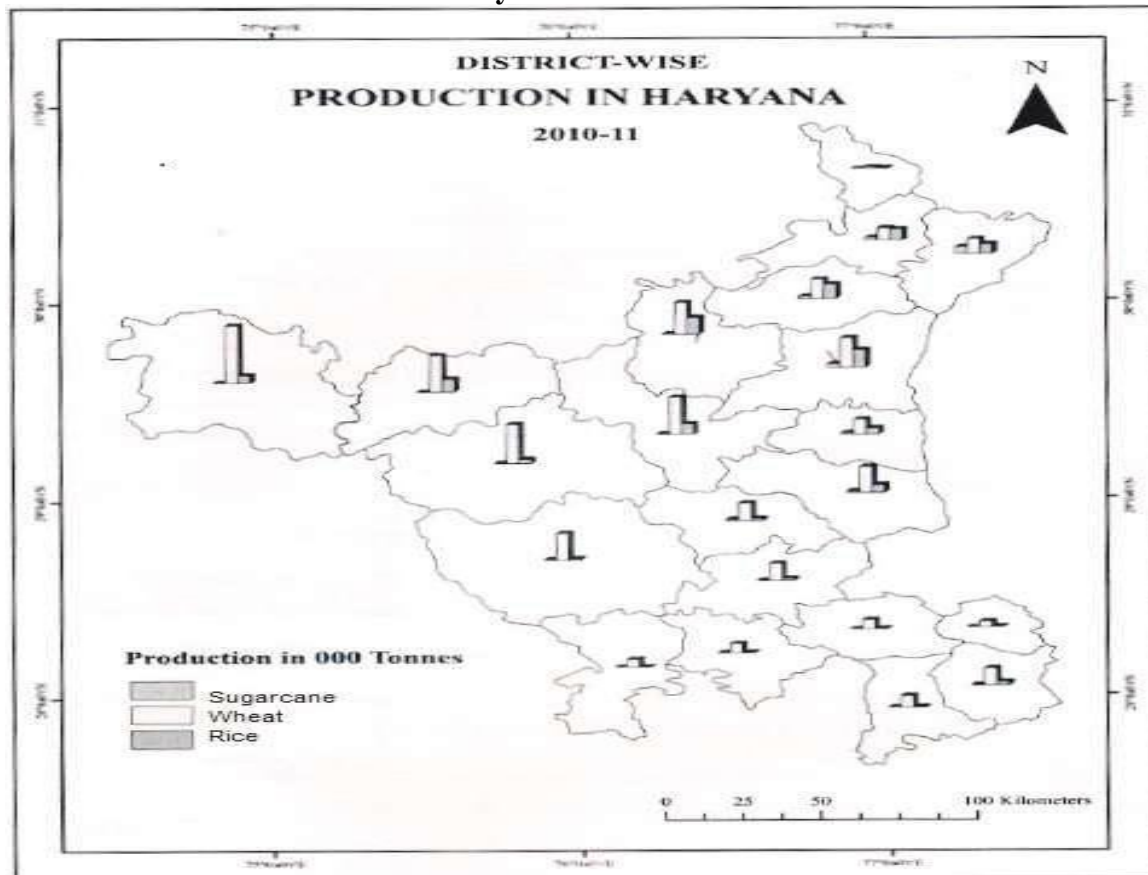 DISTRICT-WISE
PRODUCTION IN HARYANA
2010-11
N
Production in 000 Tonnes
Sugarcane
Wheat
Rice
0 25 50 100 Kilometers